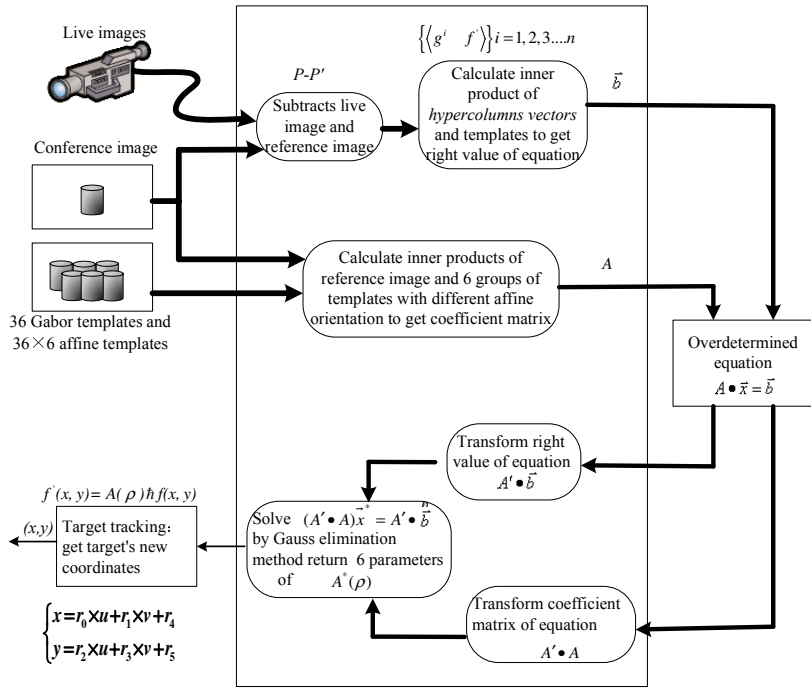 Live images
{⟨gⁱ f'⟩} i = 1, 2, 3....n
P-P'
Subtracts live
image and
reference image
Calculate inner
product of
hypercolumns vectors
and templates to get
right value of equation
b⃗
Conference image
Calculate inner products of
reference image and 6 groups of
templates with different affine
orientation to get coefficient matrix
A
36 Gabor templates and
36×6 affine templates
Overdetermined
equation
A • x⃗ = b⃗
Transform right
value of equation
A′ • b⃗
f'(x, y) = A(ρ)ħf(x, y)
(x,y)
Target tracking:
get target's new
coordinates
Solve (A′ • A)x⃗* = A′ • b⃗ n
by Gauss elimination
method return 6 parameters
of A*(ρ)
Transform coefficient
matrix of equation
A′ • A
x=r₀×u+r₁×v+r₄
y=r₂×u+r₃×v+r₅